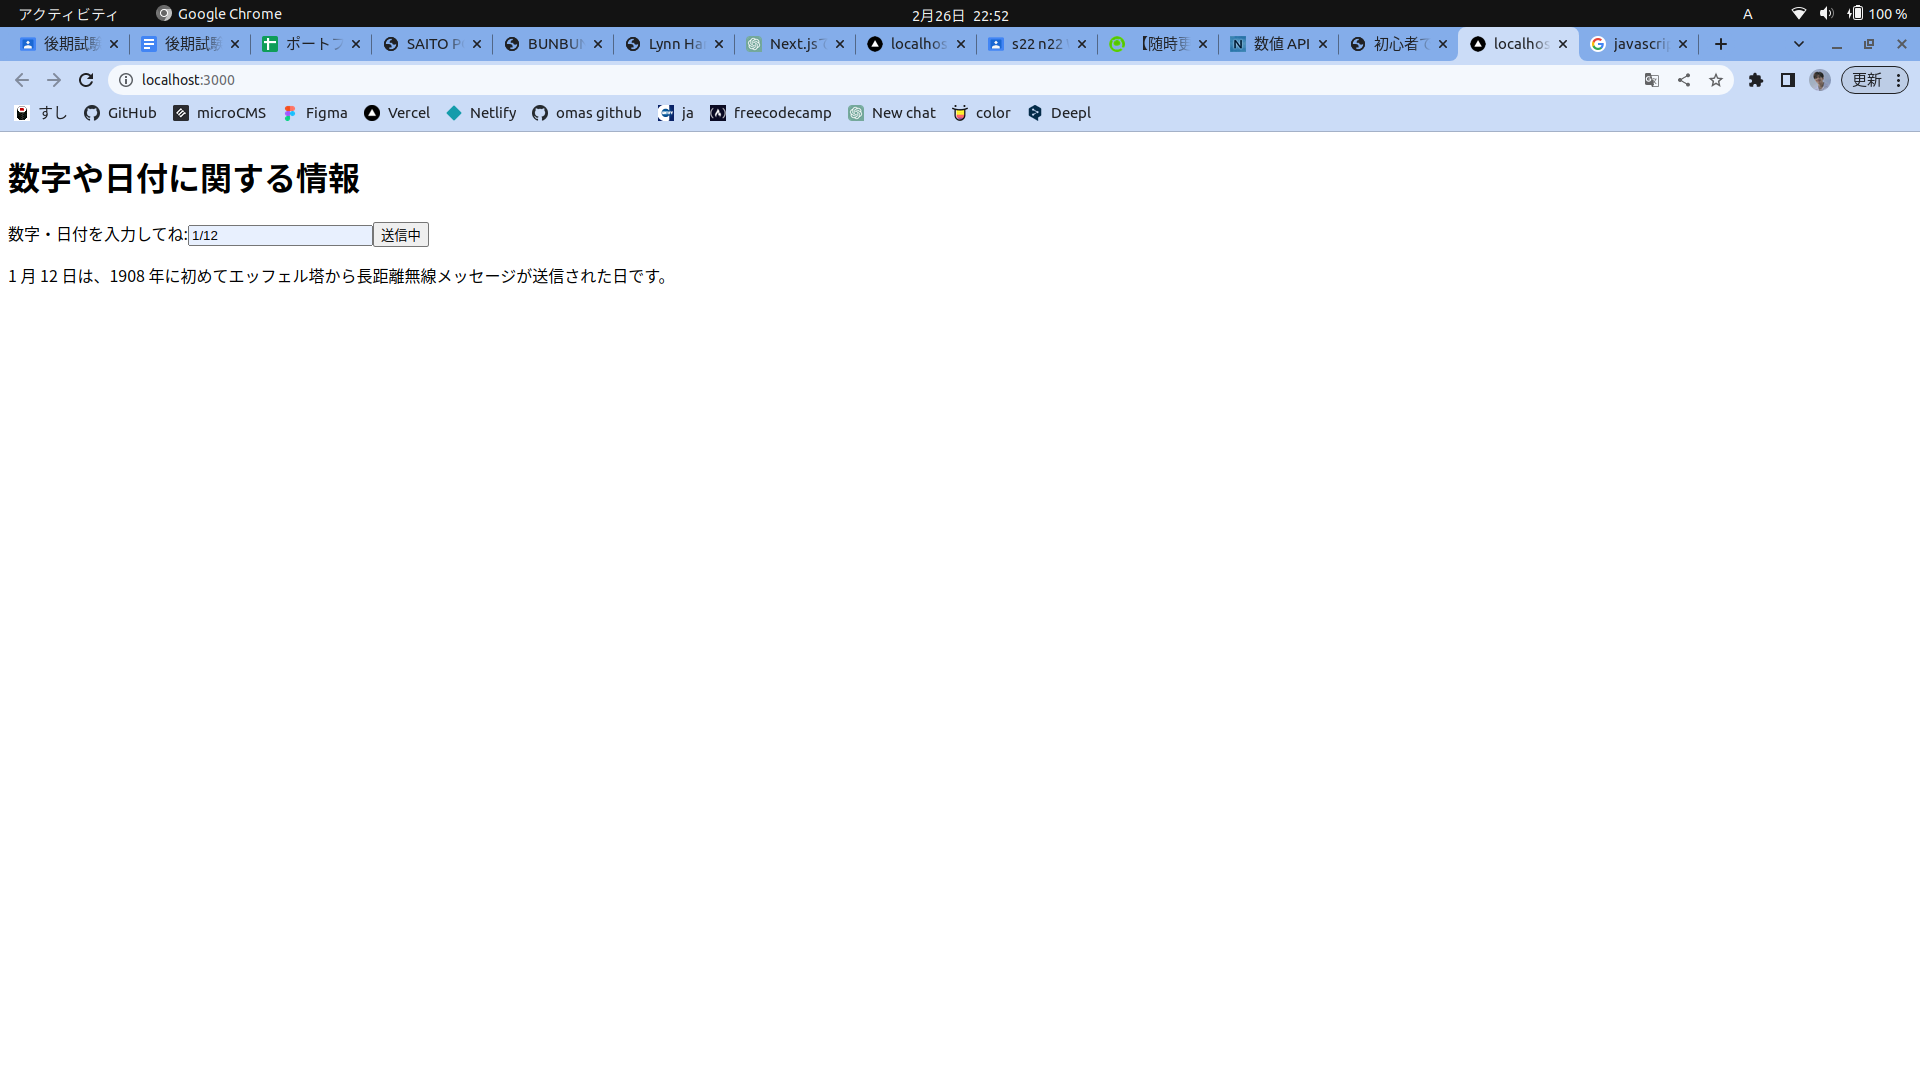 アクティビティ Google Chrome 2月26日 22:52 A 100 %
後期試験 後期試験 ポートフ SAITO P BUNBUN Lynn Ha Next.jsで localhos s22 n22 【随時更 数値 API 初心者で localhos javascrip
localhost:3000 更新
すし GitHub microCMS Figma Vercel Netlify omas github ja freecodecamp New chat color Deepl
数字や日付に関する情報
数字・日付を入力してね:1/12 送信中
1 月 12 日は、1908 年に初めてエッフェル塔から長距離無線メッセージが送信された日です。